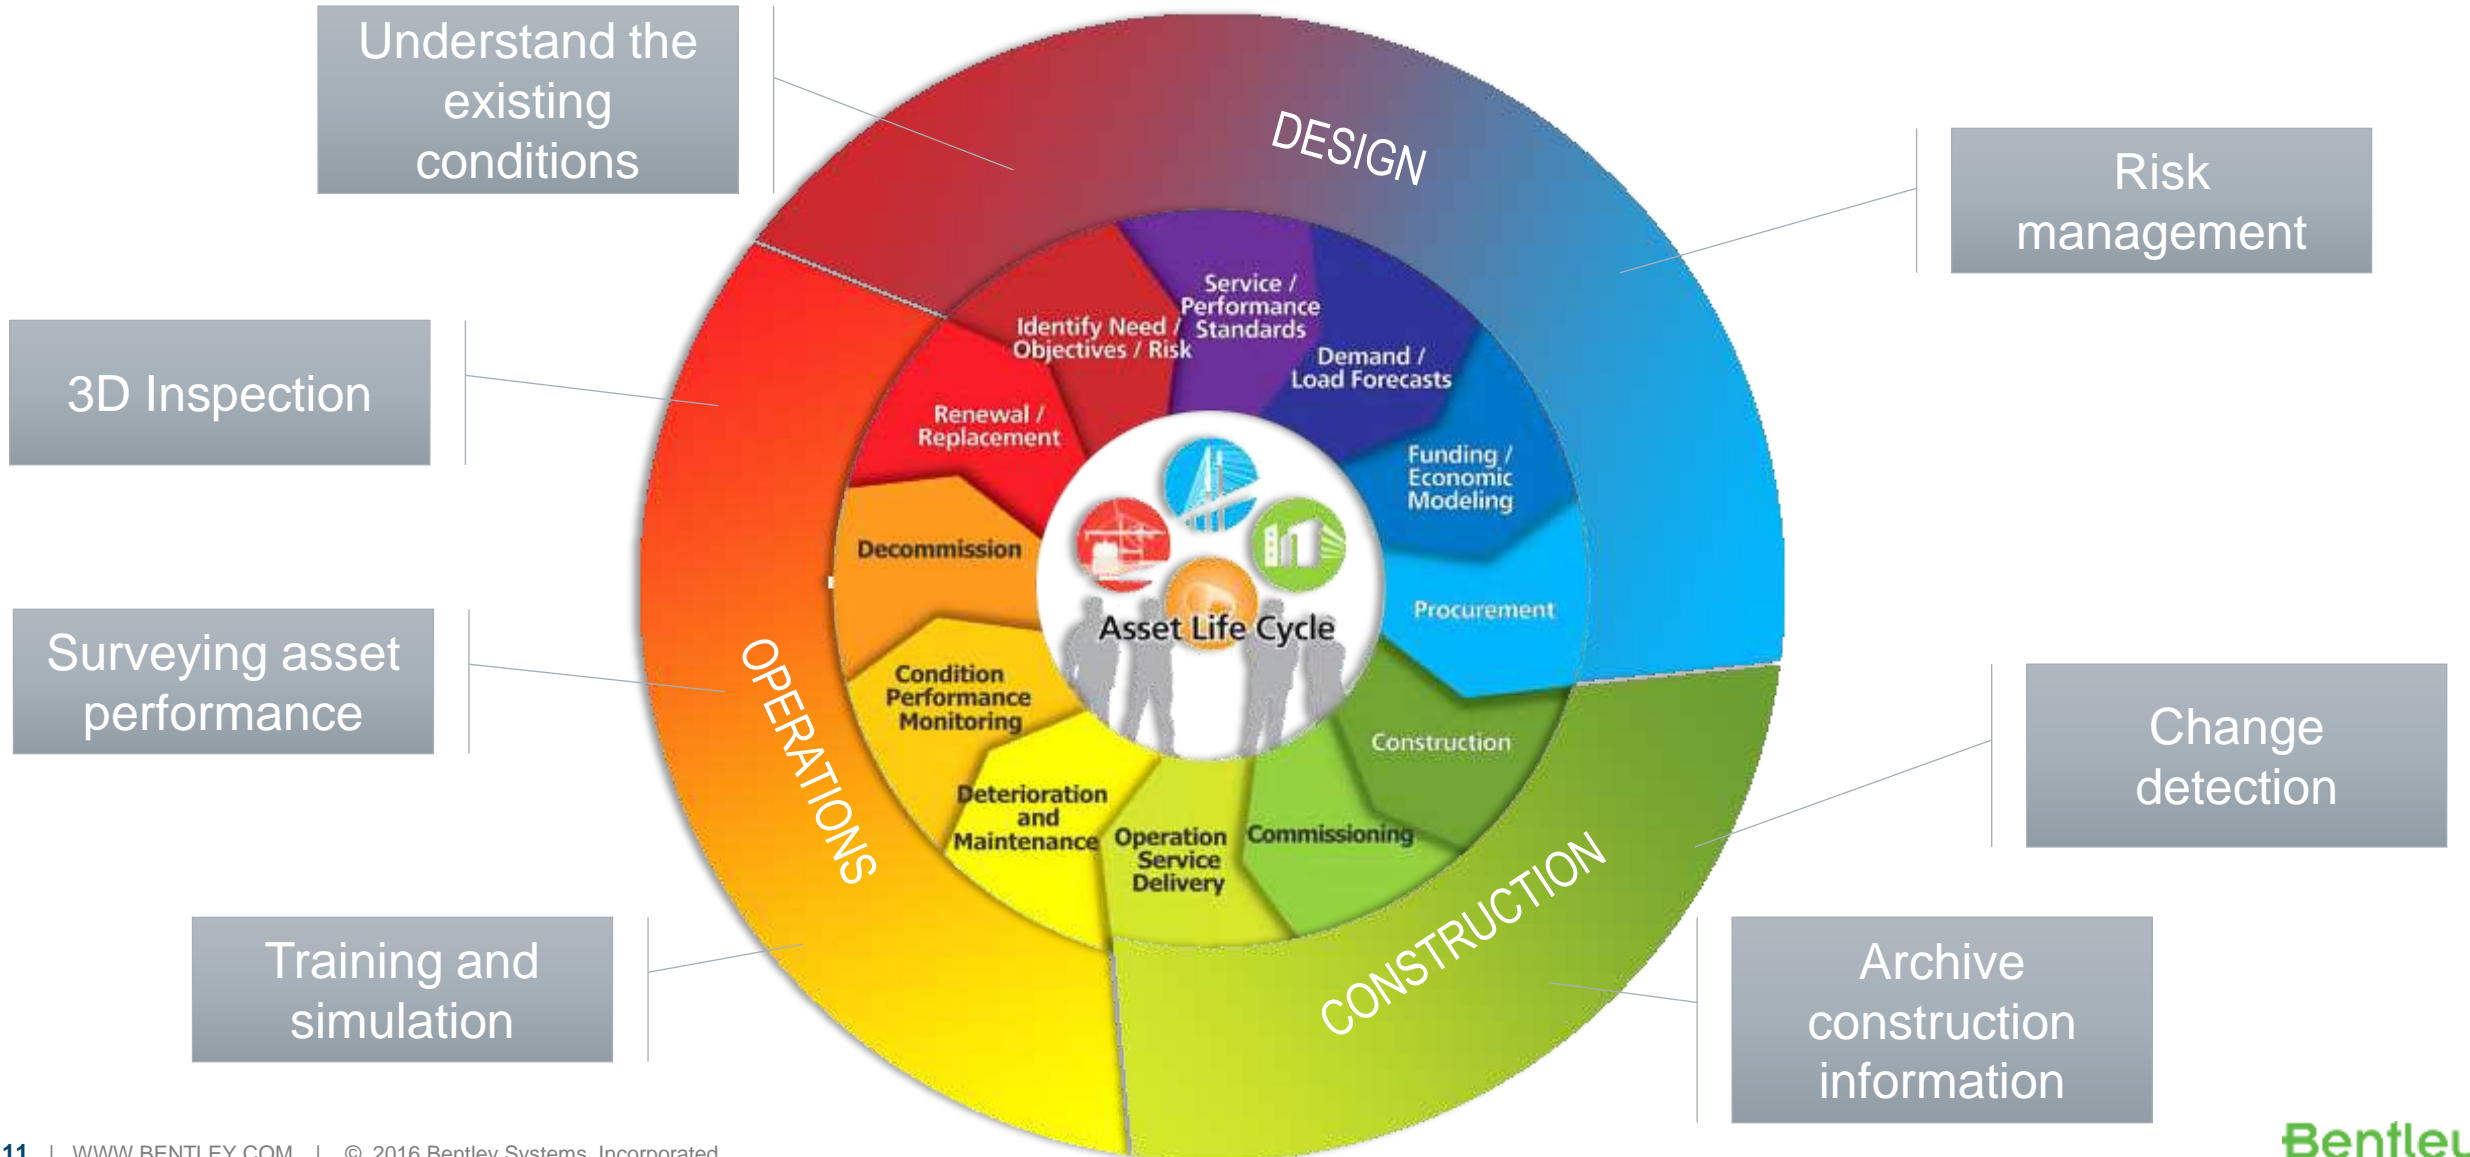 Understand the
existing
conditions
DESIGN
Risk
management
3D Inspection
Service /
Performance
Standards
Identify Need /
Objectives / Risk
Demand /
Load Forecasts
Renewal /
Replacement
Funding /
Economic
Modeling
Decommission
Procurement
Asset Life Cycle
Surveying asset
performance
OPERATIONS
Condition
Performance
Monitoring
Construction
Change
detection
Deterioration
and
Maintenance
Operation
Service
Delivery
Commissioning
CONSTRUCTION
Training and
simulation
Archive
construction
information
11 | WWW.BENTLEY.COM | © 2016 Bentley Systems, Incorporated
Bentley